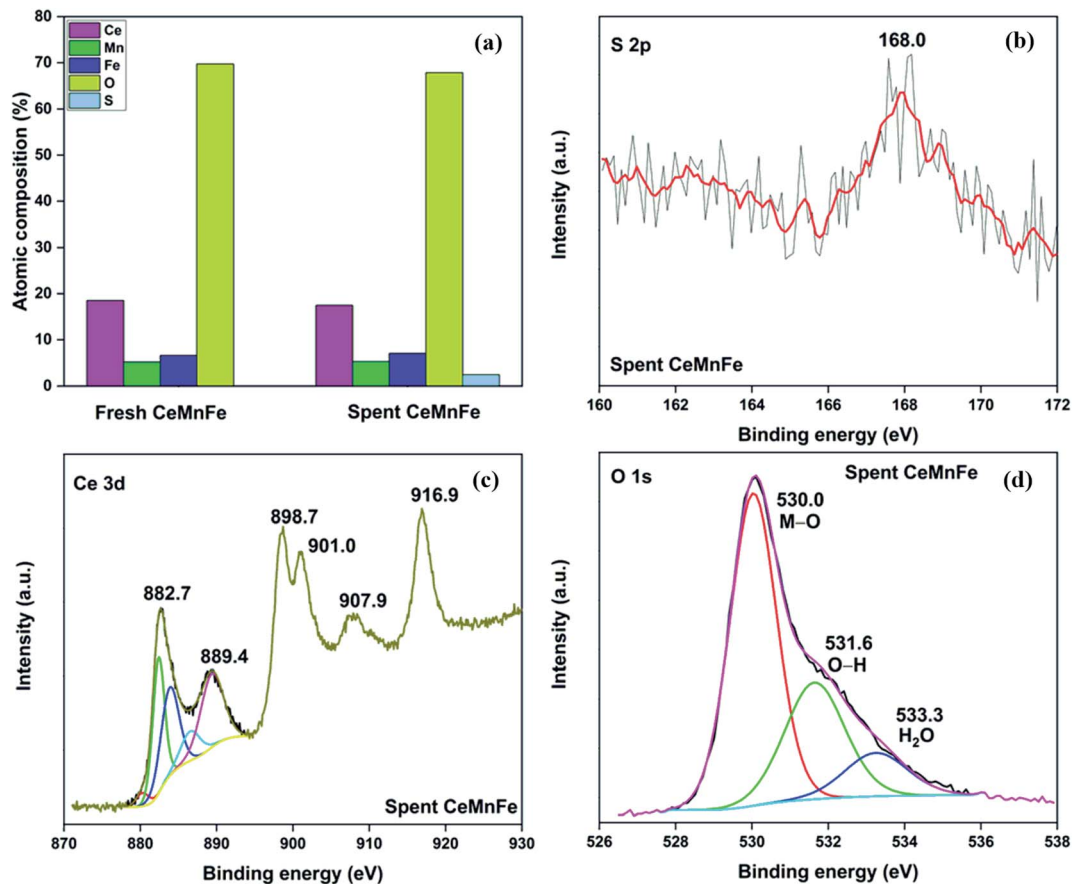 80
70
60
50
40
30
20
10
0
Atomic composition (%)
Ce
Mn
Fe
O
S
(a)
Fresh CeMnFe
Spent CeMnFe
S 2p
168.0
(b)
Intensity (a.u.)
Spent CeMnFe
160 162 164 166 168 170 172
Binding energy (eV)
Ce 3d
(c)
882.7
889.4
898.7
901.0
907.9
916.9
Intensity (a.u.)
Spent CeMnFe
870 880 890 900 910 920 930
Binding energy (eV)
O 1s
Spent CeMnFe
(d)
530.0
M–O
531.6
O–H
533.3
H₂O
Intensity (a.u.)
526 528 530 532 534 536 538
Binding energy (eV)